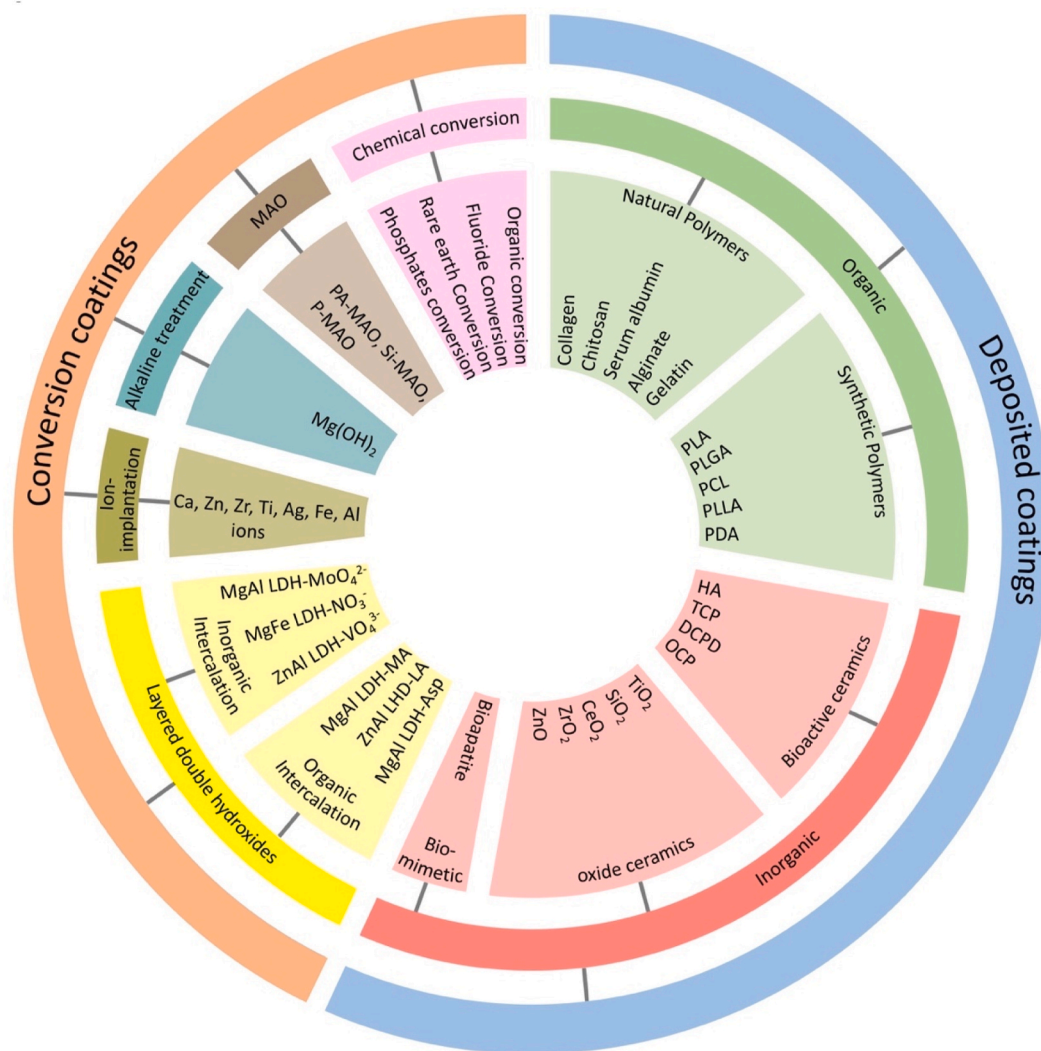 Conversion coatings
Chemical conversion
Phosphates conversion
Rare earth Conversion
Fluoride Conversion
Organic conversion
MAO
PA-MAO, Si-MAO,
P-MAO
Alkaline treatment
Mg(OH)₂
Ion-
implantation
Ca, Zn, Zr, Ti, Ag, Fe, Al
ions
Layered double hydroxides
MgAl LDH-MoO₄²⁻
MgFe LDH-NO₃⁻
ZnAl LDH-VO₄³⁻
Inorganic
Intercalation
MgAl LDH-MA
ZnAl LHD-LA
MgAl LDH-Asp
Organic
Intercalation
Deposited coatings
Organic
Natural Polymers
Collagen
Chitosan
Serum albumin
Alginate
Gelatin
Synthetic Polymers
PLA
PLGA
PCL
PLLA
PDA
Inorganic
Bioactive ceramics
HA
TCP
DCPD
OCP
oxide ceramics
TiO₂
SiO₂
CeO₂
ZrO₂
ZnO
Bioapatite
Bio-
mimetic